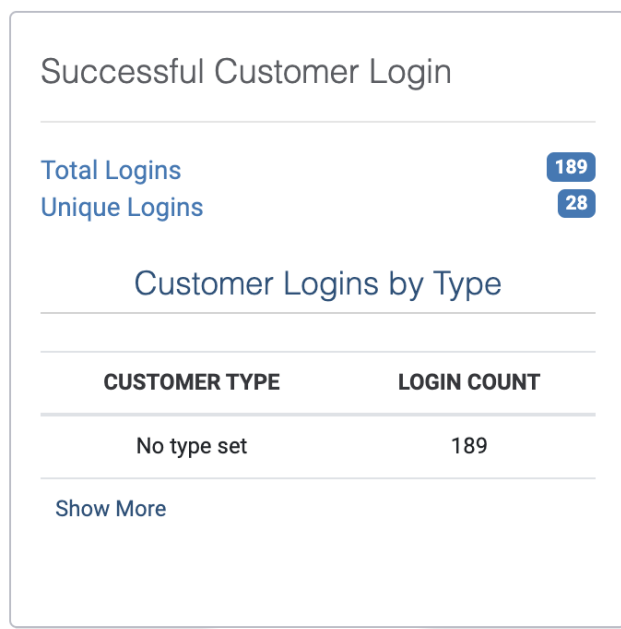 Successful Customer Login
Total Logins 189
Unique Logins 28
Customer Logins by Type
CUSTOMER TYPE LOGIN COUNT
No type set 189
Show More